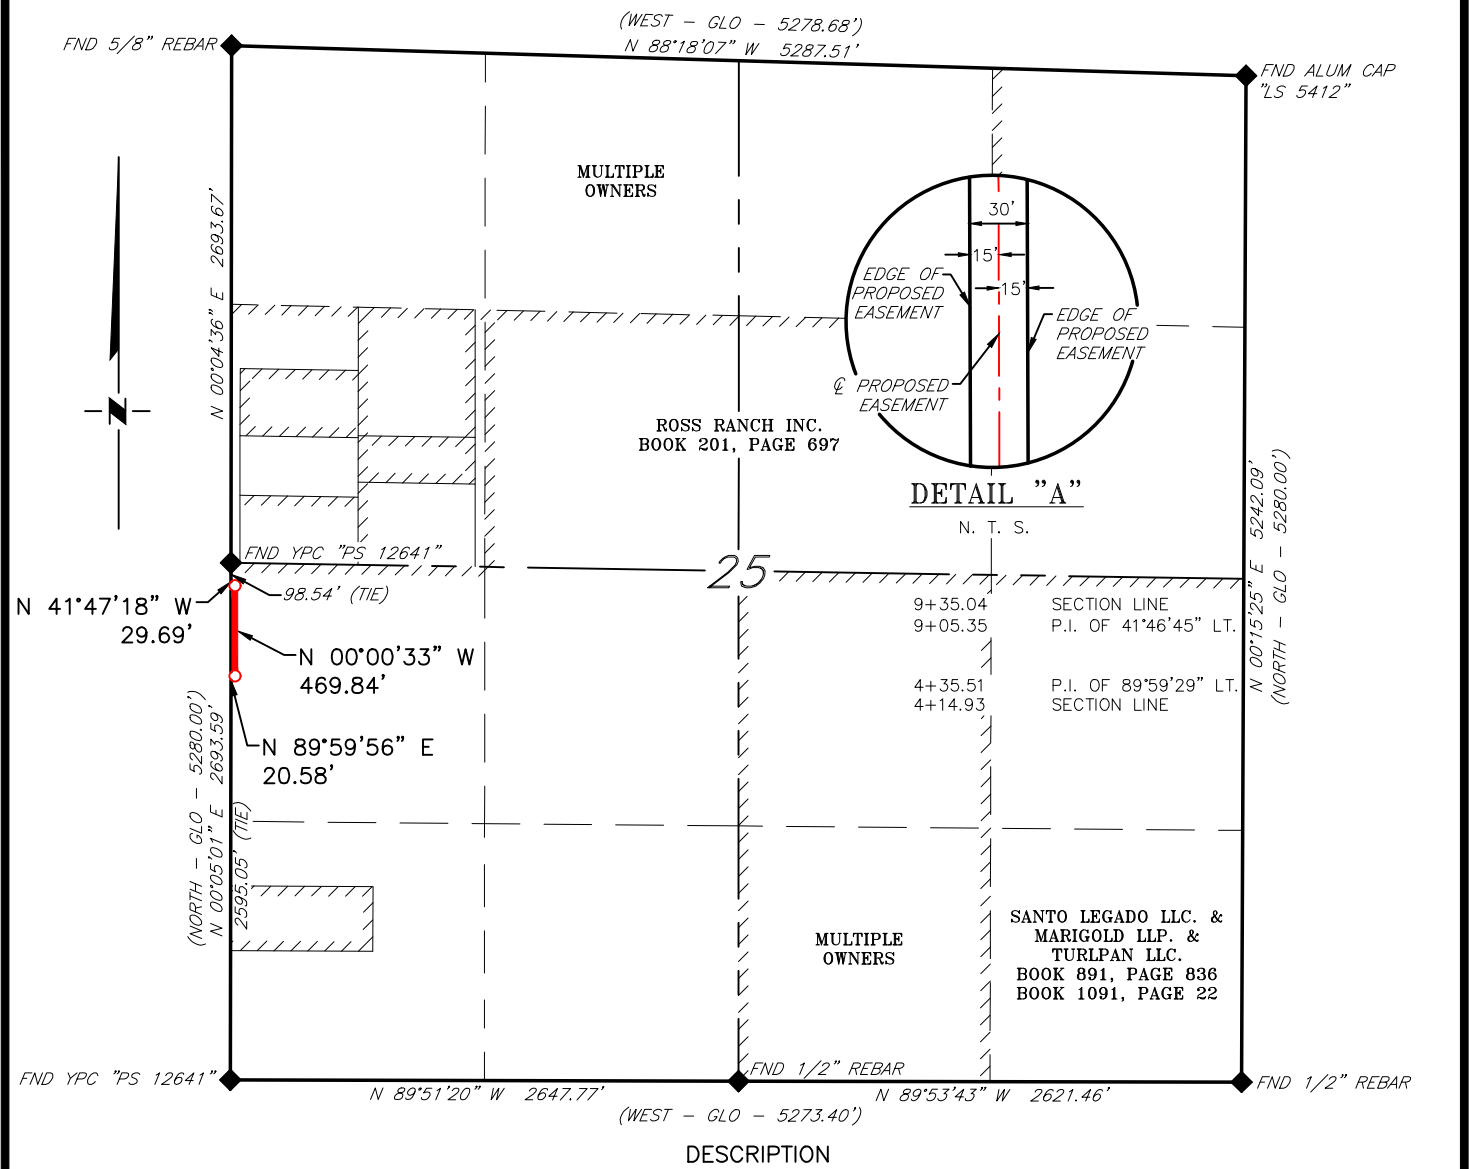 (WEST – GLO – 5278.68')
N 88°18'07" W 5287.51'
FND 5/8" REBAR
FND ALUM CAP
"LS 5412"
MULTIPLE
OWNERS
N 00°04'36" E 2693.67'
30'
15'
15'
EDGE OF
PROPOSED
EASEMENT
EDGE OF
PROPOSED
EASEMENT
℄ PROPOSED
EASEMENT
N
ROSS RANCH INC.
BOOK 201, PAGE 697
DETAIL "A"
N. T. S.
N 00°15'25" E 5242.09'
(NORTH – GLO – 5280.00')
FND YPC "PS 12641"
25
98.54' (TIE)
N 41°47'18" W
29.69'
N 00°00'33" W
469.84'
N 89°59'56" E
20.58'
9+35.04 SECTION LINE
9+05.35 P.I. OF 41°46'45" LT.
4+35.51 P.I. OF 89°59'29" LT.
4+14.93 SECTION LINE
(NORTH – GLO – 5280.00')
N 00°05'01" E 2693.59'
2595.05' (TIE)
MULTIPLE
OWNERS
SANTO LEGADO LLC. &
MARIGOLD LLP. &
TURLPAN LLC.
BOOK 891, PAGE 836
BOOK 1091, PAGE 22
FND YPC "PS 12641"
FND 1/2" REBAR
FND 1/2" REBAR
N 89°51'20" W 2647.77'
N 89°53'43" W 2621.46'
(WEST – GLO – 5273.40')
DESCRIPTION